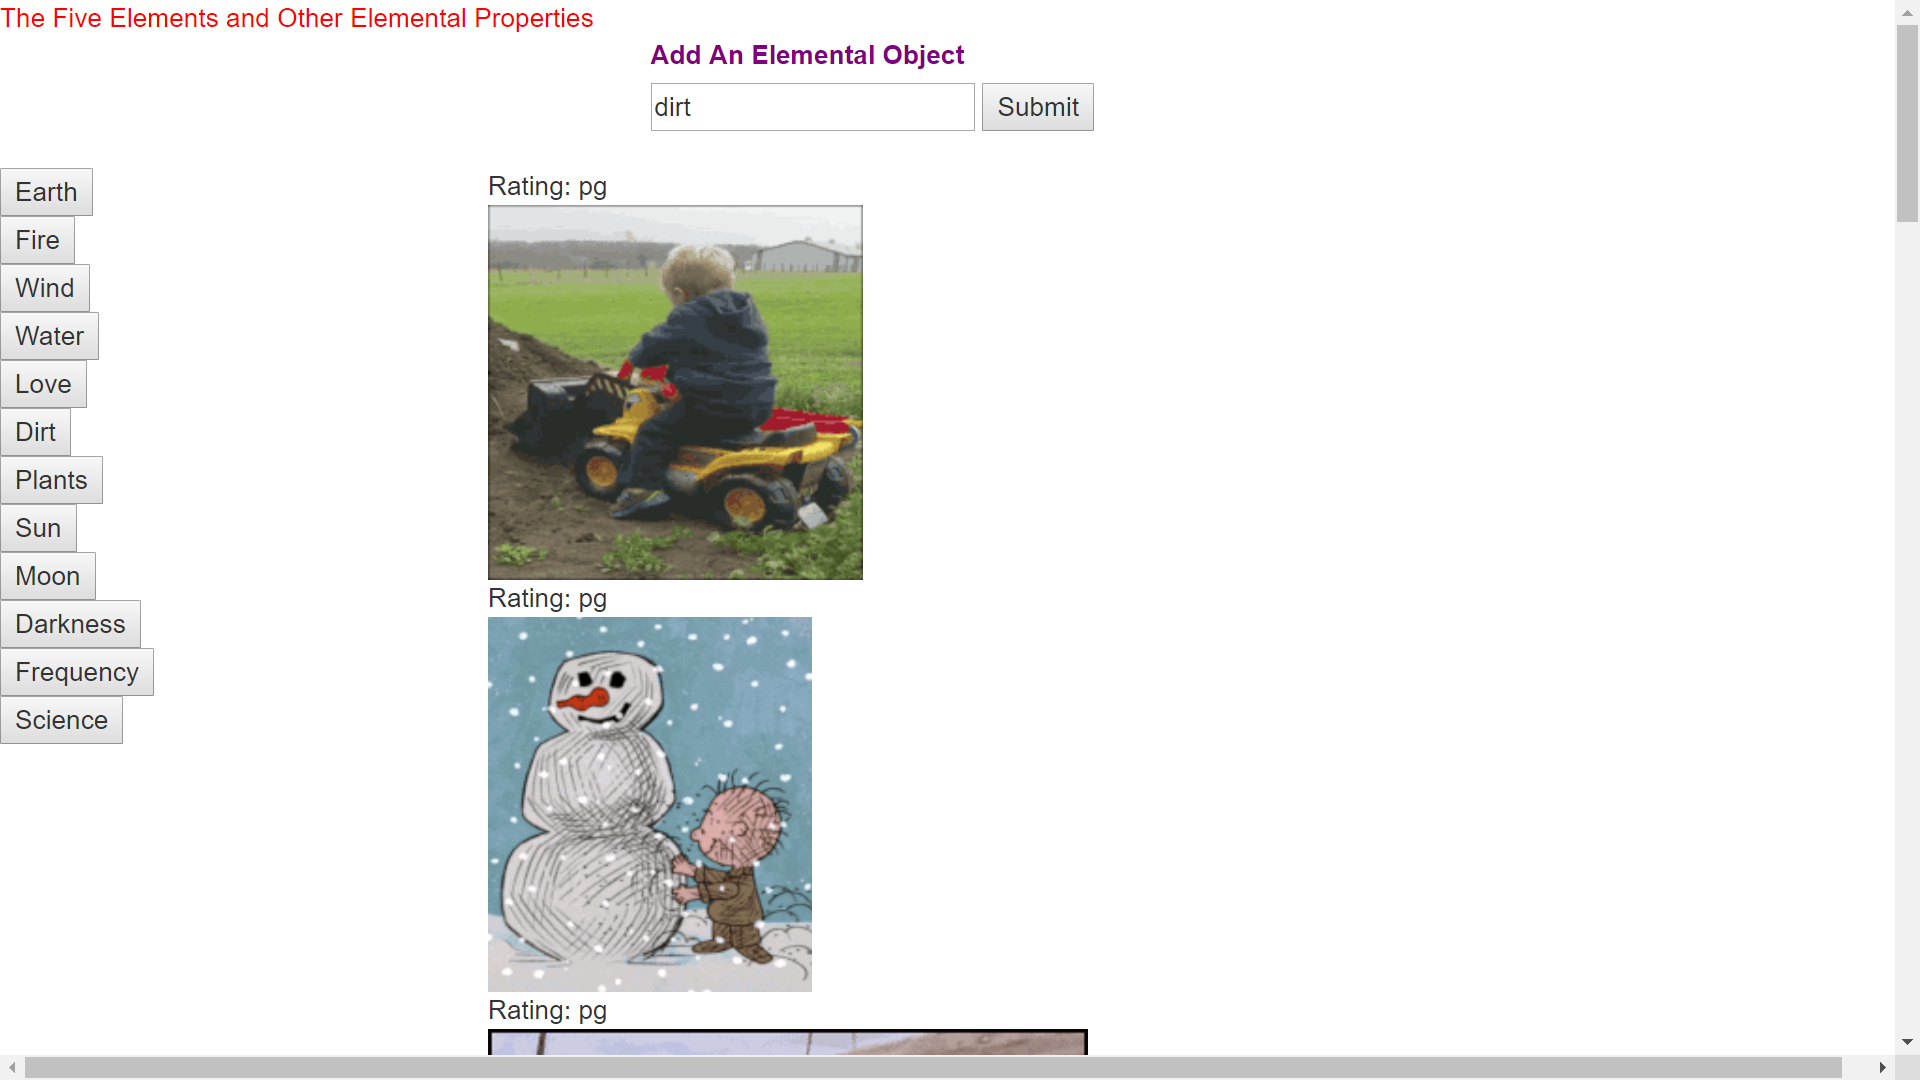 The Five Elements and Other Elemental Properties
Add An Elemental Object
dirt Submit
Earth
Fire
Wind
Water
Love
Dirt
Plants
Sun
Moon
Darkness
Frequency
Science
Rating: pg
Rating: pg
Rating: pg